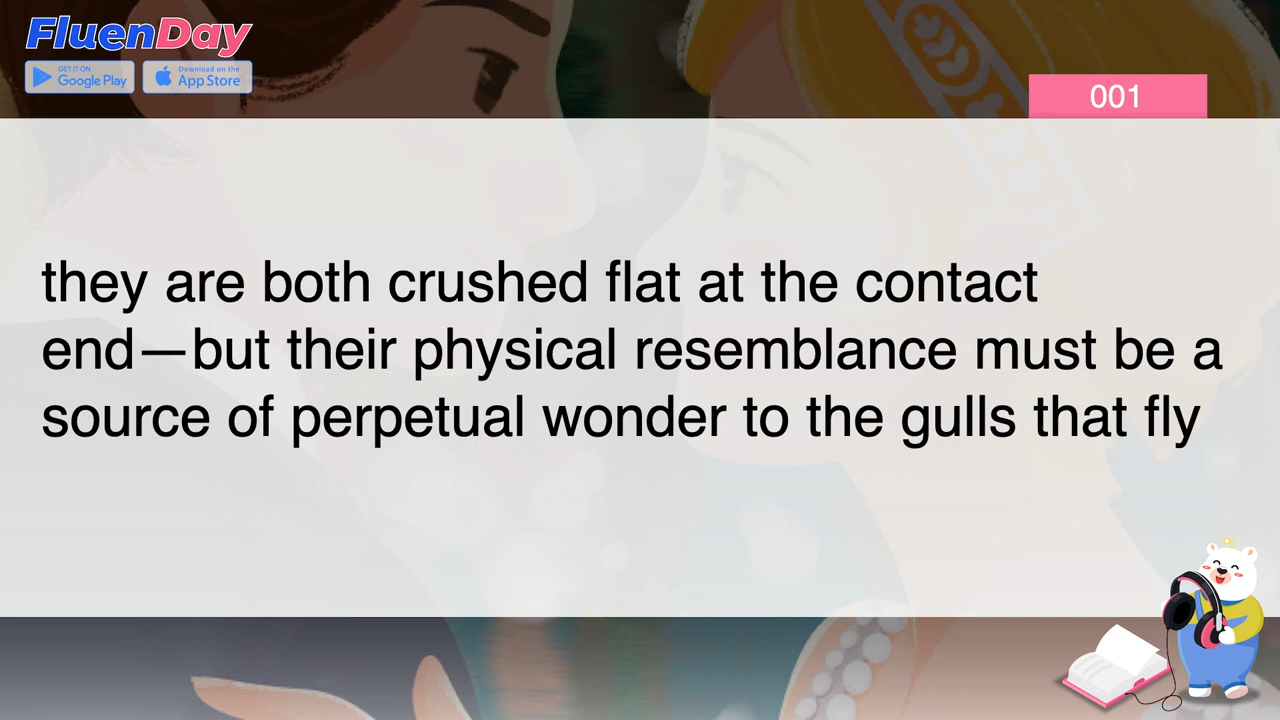 FluenDay
GET IT ON
Google Play
Download on the
App Store
001
they are both crushed flat at the contact
end—but their physical resemblance must be a
source of perpetual wonder to the gulls that fly